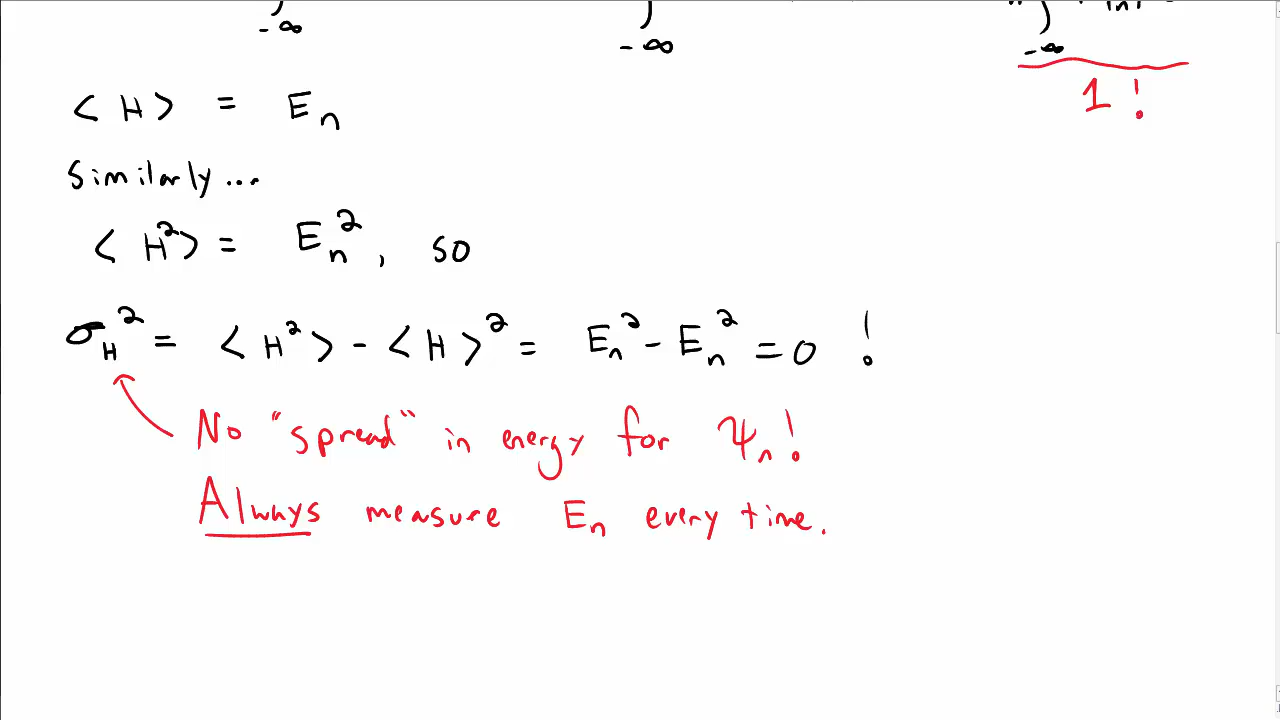 -∞ -∞ -∞
1 !
< H > = E_n
Similarly...
< H² > = E_n², so
σ_H² = < H² > - < H >² = E_n² - E_n² = 0 !
No "spread" in energy for Ψ_n!
Always measure E_n every time.